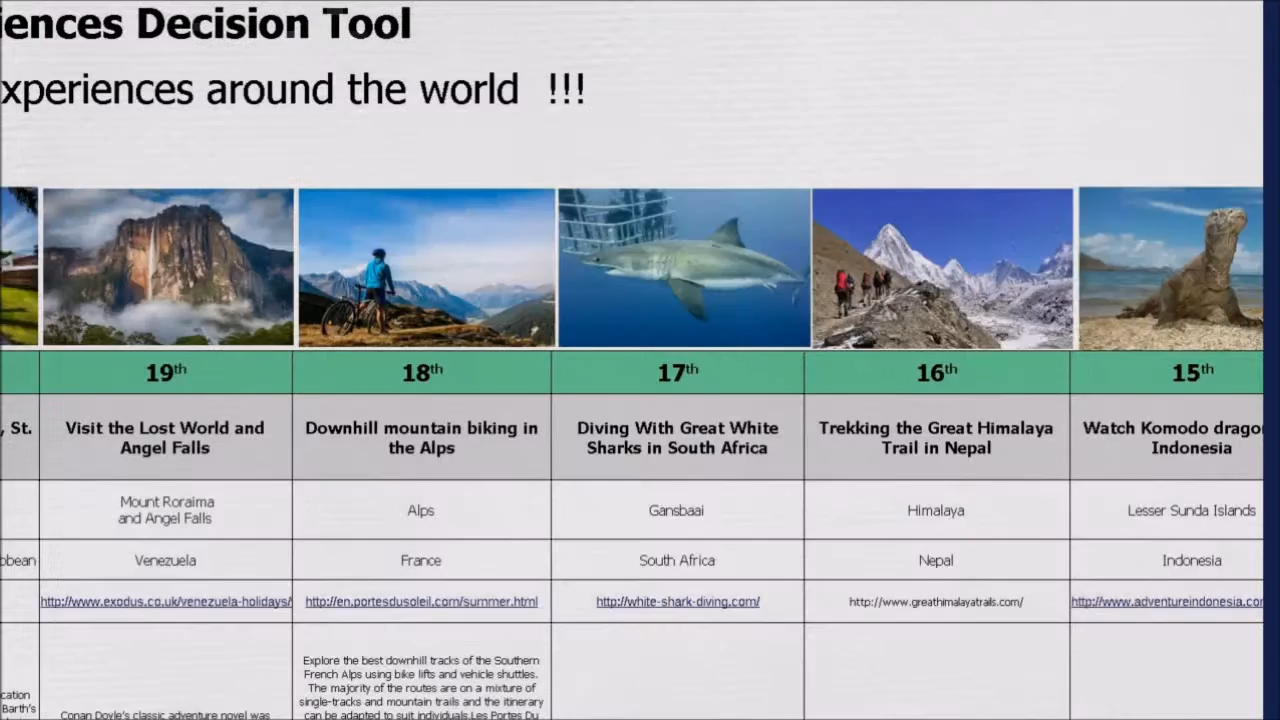 iences Decision Tool
xperiences around the world !!!
19th
18th
17th
16th
15th
, St.
Visit the Lost World and
Angel Falls
Downhill mountain biking in
the Alps
Diving With Great White
Sharks in South Africa
Trekking the Great Himalaya
Trail in Nepal
Watch Komodo drago
Indonesia
Mount Roraima
and Angel Falls
Alps
Gansbaai
Himalaya
Lesser Sunda Islands
bbean
Venezuela
France
South Africa
Nepal
Indonesia
http://www.exodus.co.uk/venezuela-holidays/
http://en.portesdusoleil.com/summer.html
http://white-shark-diving.com/
http://www.greathimalayatrails.com/
http://www.adventureindonesia.co
cation
Barth's
Conan Doyle's classic adventure novel was
Explore the best downhill tracks of the Southern
French Alps using bike lifts and vehicle shuttles.
The majority of the routes are on a mixture of
single-tracks and mountain trails and the itinerary
can be adapted to suit individuals.Les Portes Du